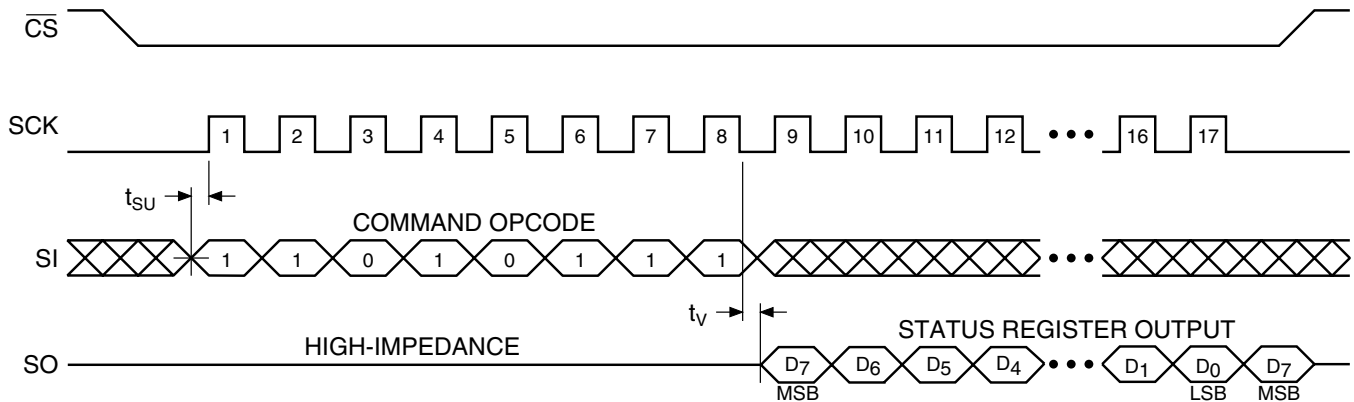 CS
SCK 1 2 3 4 5 6 7 8 9 10 11 12 ••• 16 17
tSU
COMMAND OPCODE
SI 1 1 0 1 0 1 1 1 •••
tV
STATUS REGISTER OUTPUT
HIGH-IMPEDANCE
SO D7 D6 D5 D4 ••• D1 D0 D7
MSB LSB MSB